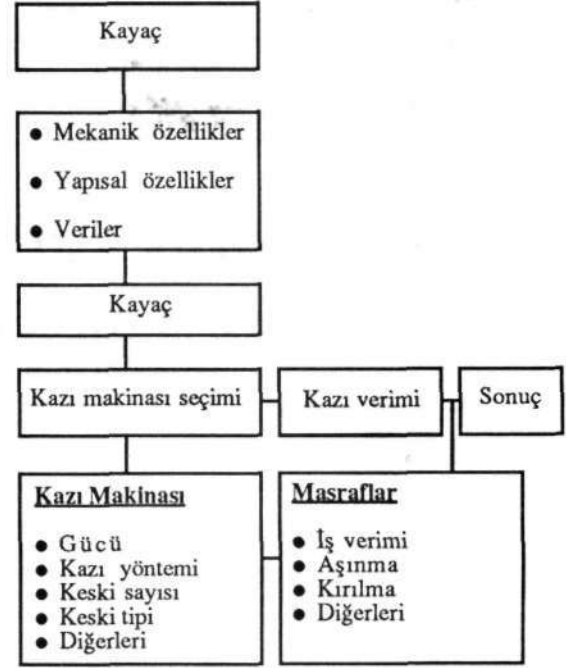 Kayaç
● Mekanik özellikler
● Yapısal özellikler
● Veriler
Kayaç
Kazı makinası seçimi
Kazı verimi
Sonuç
Kazı Makinası
● Gücü
● Kazı yöntemi
● Keski sayısı
● Keski tipi
● Diğerleri
Masraflar
● İş verimi
● Aşınma
● Kırılma
● Diğerleri